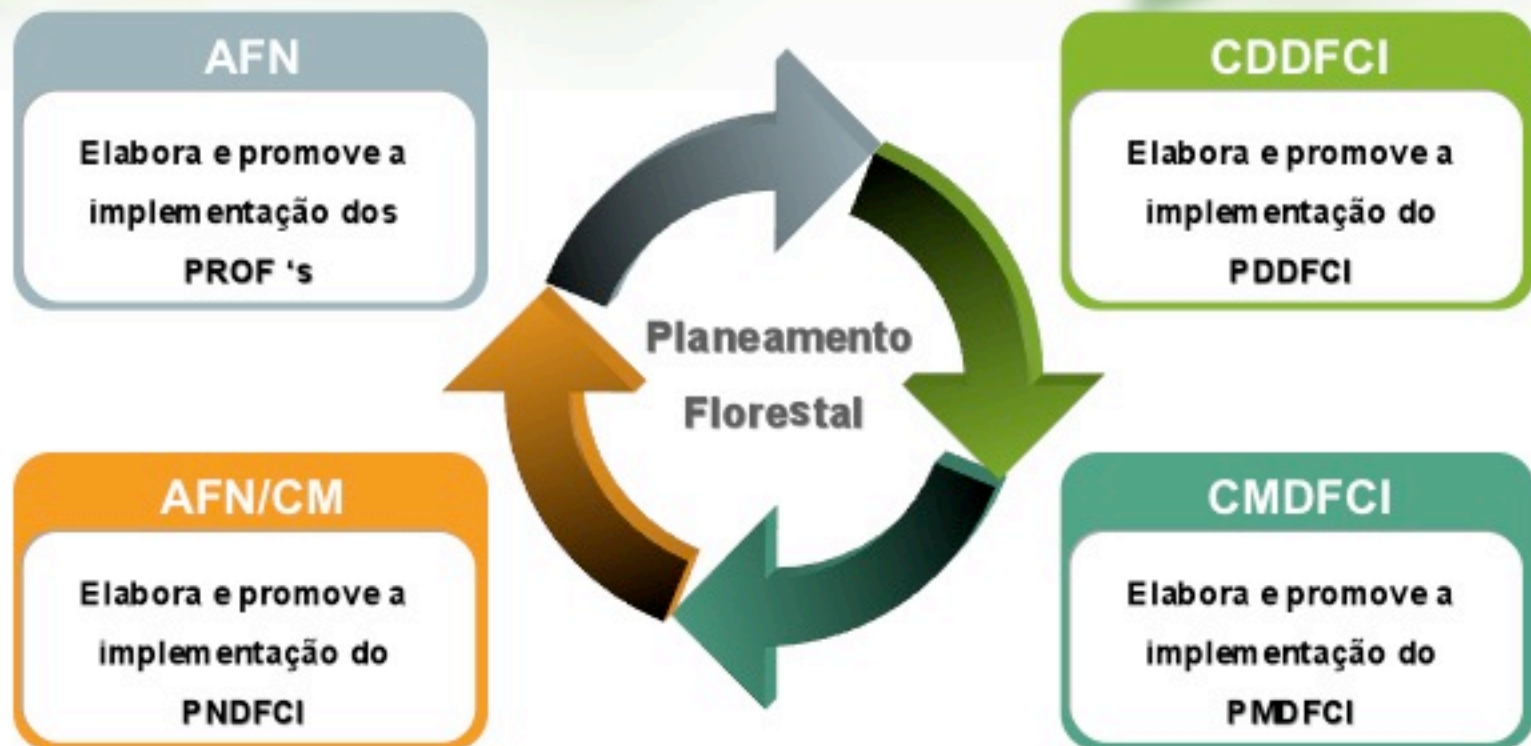 AFN
Elabora e promove a
implementação dos
PROF ‘s
CDDFCI
Elabora e promove a
implementação do
PDDFCI
Planeamento
Florestal
AFN/CM
Elabora e promove a
implementação do
PNDFCI
CMDFCI
Elabora e promove a
implementação do
PMDFCI